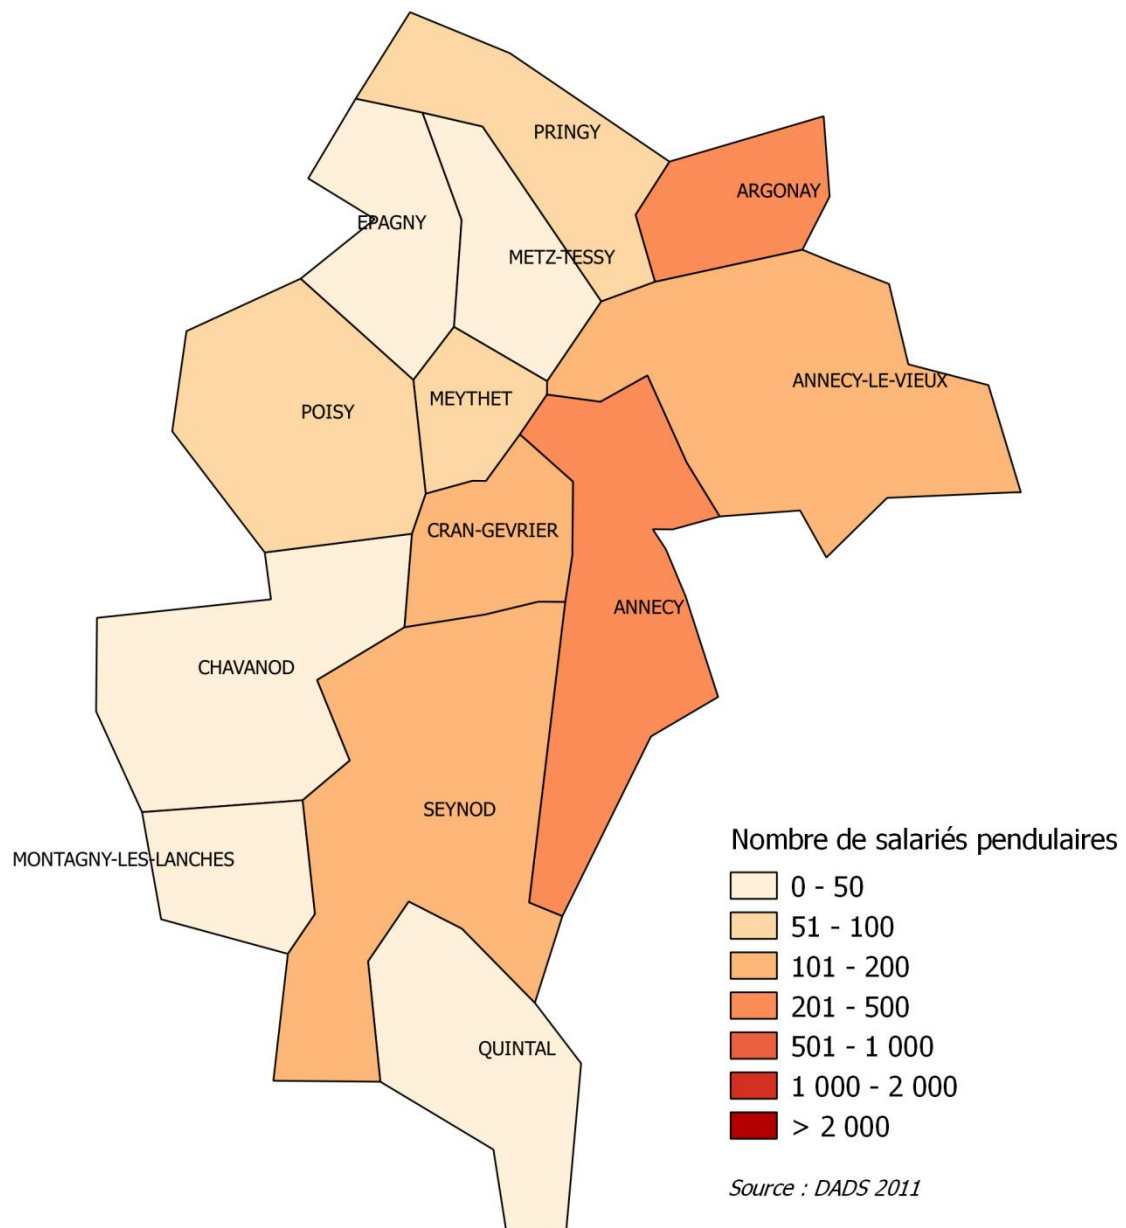 PRINGY
ARGONAY
EPAGNY
METZ-TESSY
ANNECY-LE-VIEUX
MEYTHET
POISY
CRAN-GEVRIER
ANNECY
CHAVANOD
SEYNOD
MONTAGNY-LES-LANCHES
QUINTAL
Nombre de salariés pendulaires
0 - 50
51 - 100
101 - 200
201 - 500
501 - 1 000
1 000 - 2 000
> 2 000
Source : DADS 2011